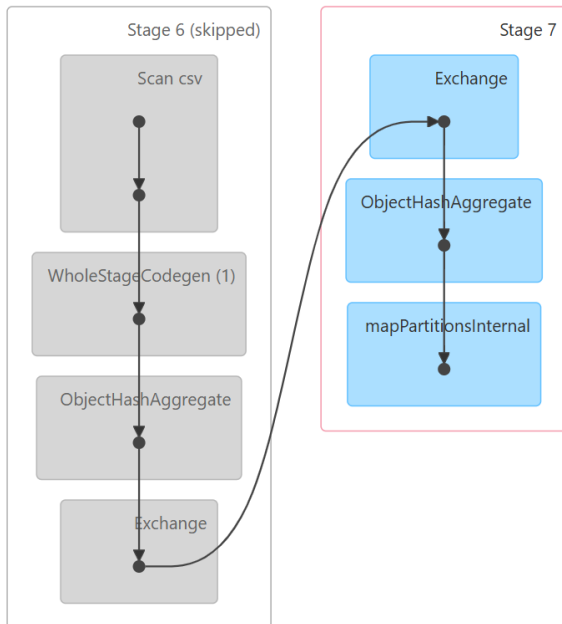 Stage 6 (skipped)
Scan csv
WholeStageCodegen (1)
ObjectHashAggregate
Exchange
Stage 7
Exchange
ObjectHashAggregate
mapPartitionsInternal